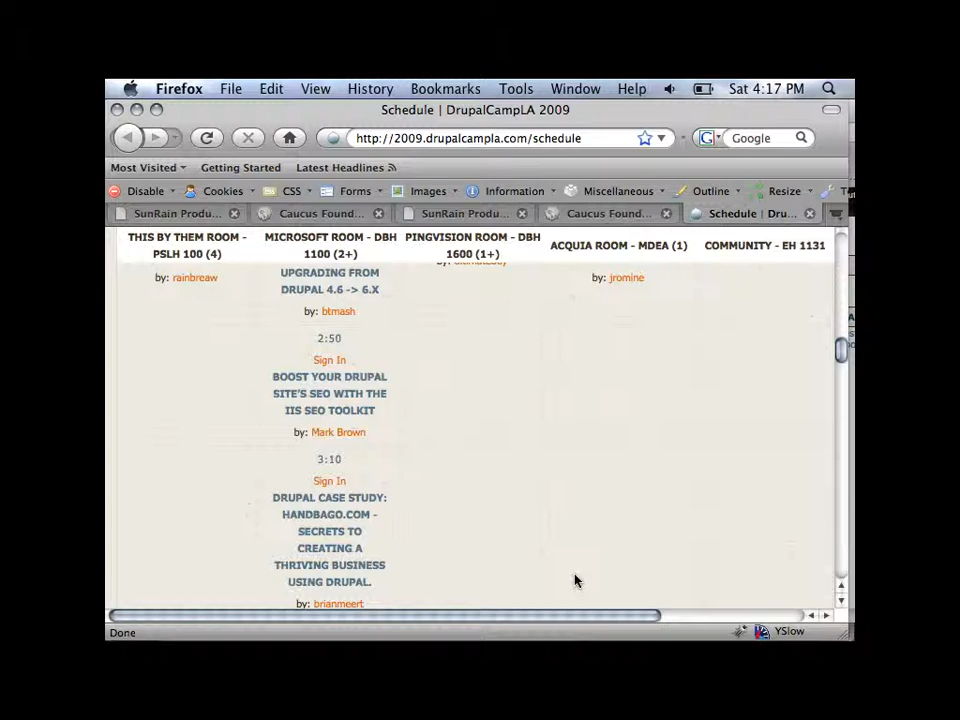 Firefox File Edit View History Bookmarks Tools Window Help Sat 4:17 PM
Schedule | DrupalCampLA 2009
http://2009.drupalcampla.com/schedule Google
Most Visited Getting Started Latest Headlines
Disable Cookies CSS Forms Images Information Miscellaneous Outline Resize
SunRain Produ... Caucus Found... SunRain Produ... Caucus Found... Schedule | Dru...
THIS BY THEM ROOM - PSLH 100 (4)
MICROSOFT ROOM - DBH 1100 (2+)
PINGVISION ROOM - DBH 1600 (1+)
ACQUIA ROOM - MDEA (1)
COMMUNITY - EH 1131
by: rainbreaw
UPGRADING FROM
DRUPAL 4.6 -> 6.X
by: btmash
by: jromine
2:50
Sign In
BOOST YOUR DRUPAL
SITE'S SEO WITH THE
IIS SEO TOOLKIT
by: Mark Brown
3:10
Sign In
DRUPAL CASE STUDY:
HANDBAGO.COM -
SECRETS TO
CREATING A
THRIVING BUSINESS
USING DRUPAL.
by: brianmeert
Done YSlow